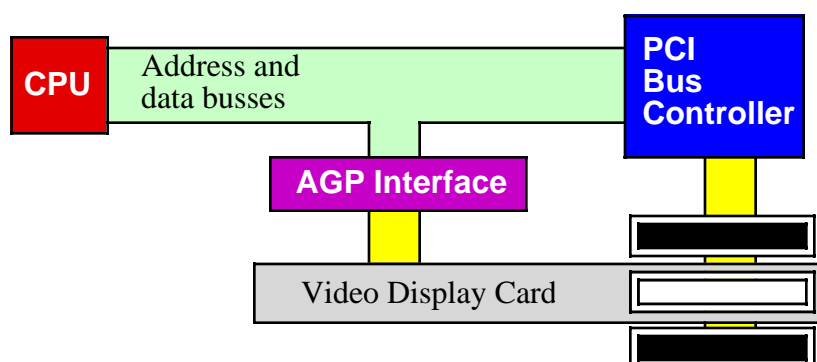 CPU
Address and
data busses
PCI
Bus
Controller
AGP Interface
Video Display Card